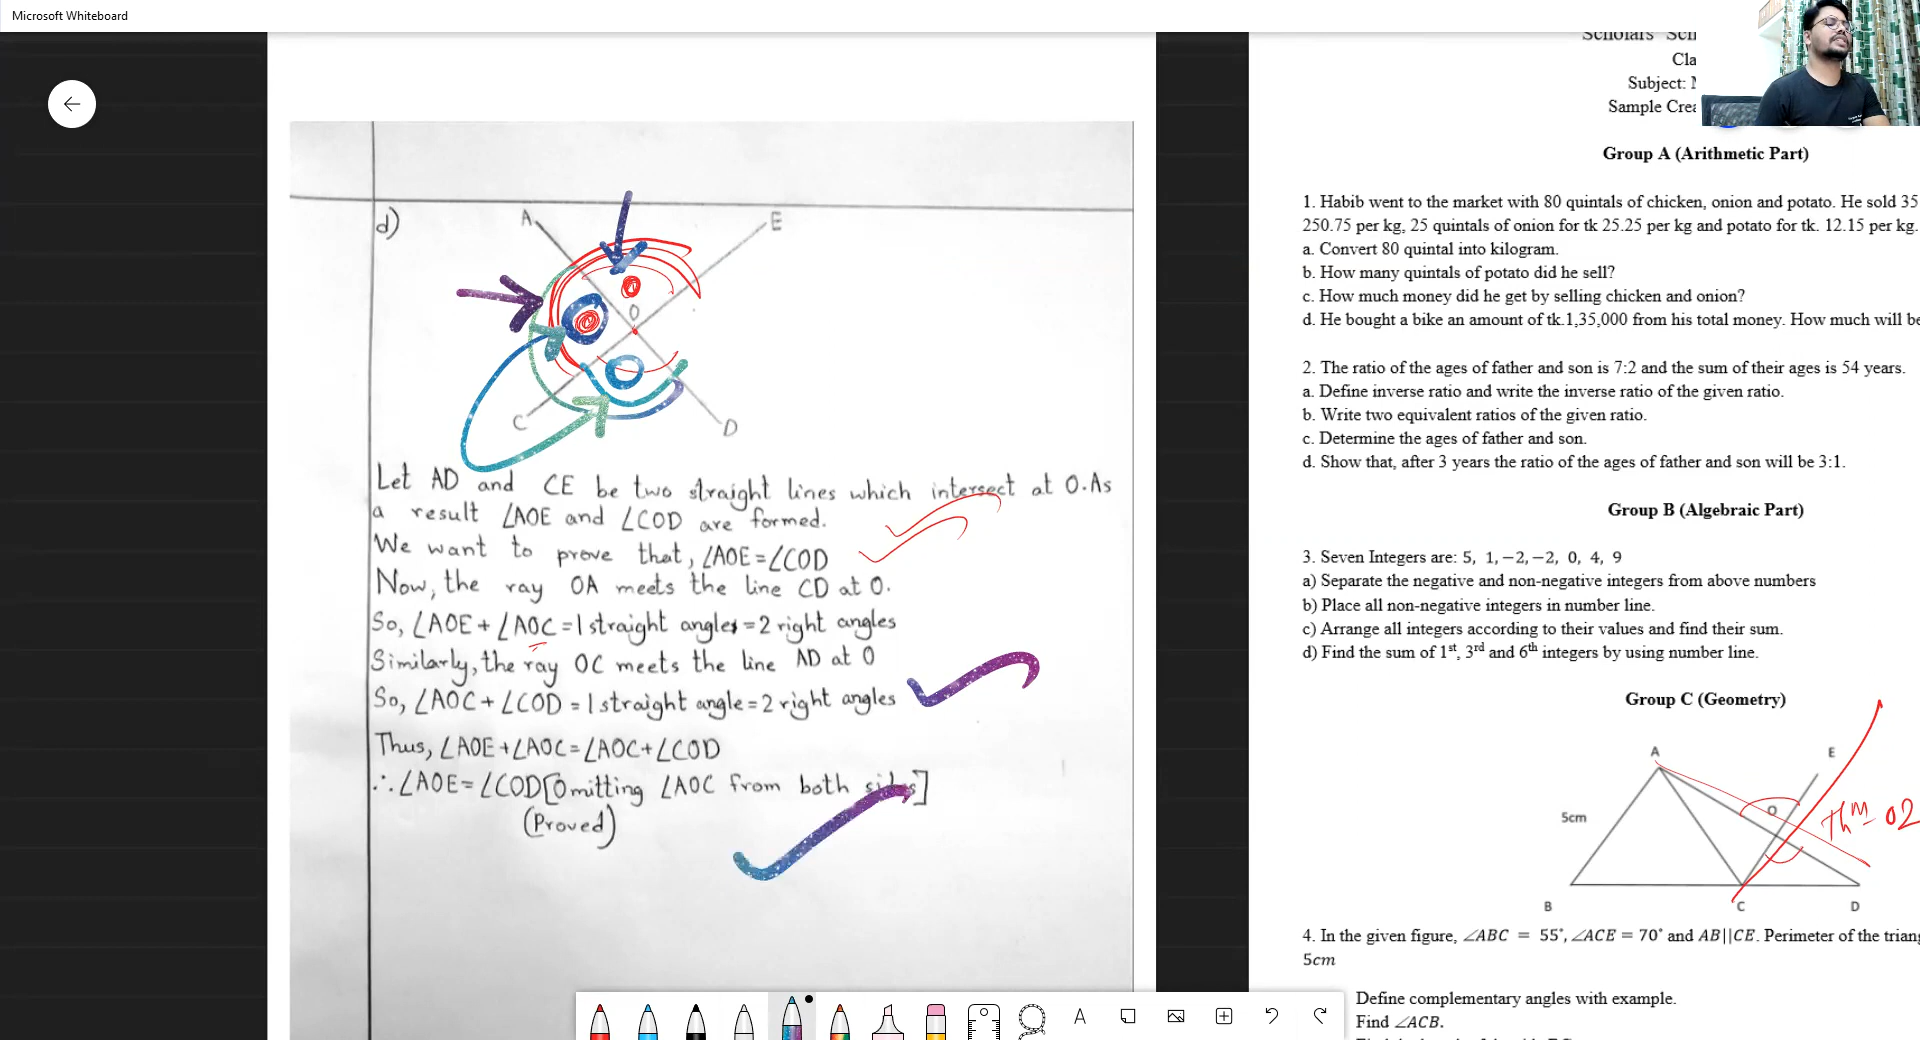 Microsoft Whiteboard
d)
A
E
O
C
D
Let AD and CE be two straight lines which intersect at O. As
a result ∠AOE and ∠COD are formed.
We want to prove that, ∠AOE = ∠COD
Now, the ray OA meets the line CD at O.
So, ∠AOE + ∠AOC = 1 straight angles = 2 right angles
Similarly, the ray OC meets the line AD at O
So, ∠AOC + ∠COD = 1 straight angle = 2 right angles
Thus, ∠AOE + ∠AOC = ∠AOC + ∠COD
∴ ∠AOE = ∠COD [Omitting ∠AOC from both sides]
(Proved)
Scholars'
Cla
Subject:
Sample Crea
Group A (Arithmetic Part)
1. Habib went to the market with 80 quintals of chicken, onion and potato. He sold 35
250.75 per kg, 25 quintals of onion for tk 25.25 per kg and potato for tk. 12.15 per kg.
a. Convert 80 quintal into kilogram.
b. How many quintals of potato did he sell?
c. How much money did he get by selling chicken and onion?
d. He bought a bike an amount of tk.1,35,000 from his total money. How much will be
2. The ratio of the ages of father and son is 7:2 and the sum of their ages is 54 years.
a. Define inverse ratio and write the inverse ratio of the given ratio.
b. Write two equivalent ratios of the given ratio.
c. Determine the ages of father and son.
d. Show that, after 3 years the ratio of the ages of father and son will be 3:1.
Group B (Algebraic Part)
3. Seven Integers are: 5, 1, −2, −2, 0, 4, 9
a) Separate the negative and non-negative integers from above numbers
b) Place all non-negative integers in number line.
c) Arrange all integers according to their values and find their sum.
d) Find the sum of 1st, 3rd and 6th integers by using number line.
Group C (Geometry)
A
E
5cm
O
Thm- 02
B
C
D
4. In the given figure, ∠ABC = 55°, ∠ACE = 70° and AB||CE. Perimeter of the triang
5cm
Define complementary angles with example.
Find ∠ACB.